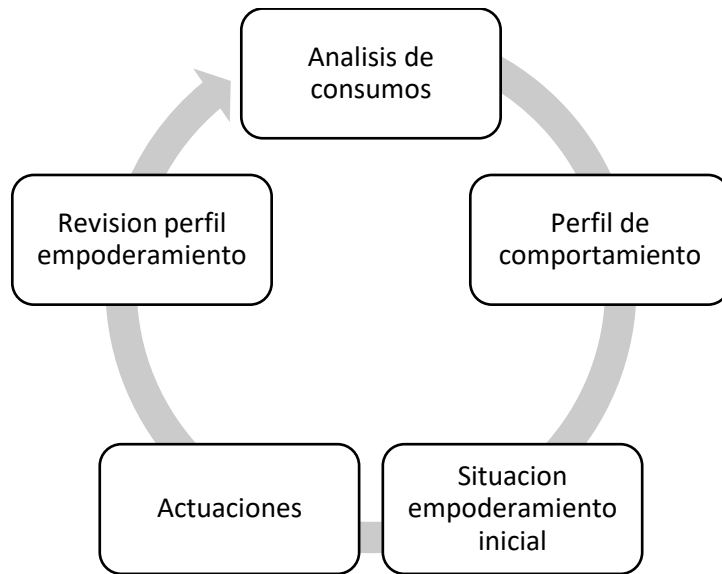 Analisis de
consumos
Perfil de
comportamiento
Situacion
empoderamiento
inicial
Actuaciones
Revision perfil
empoderamiento